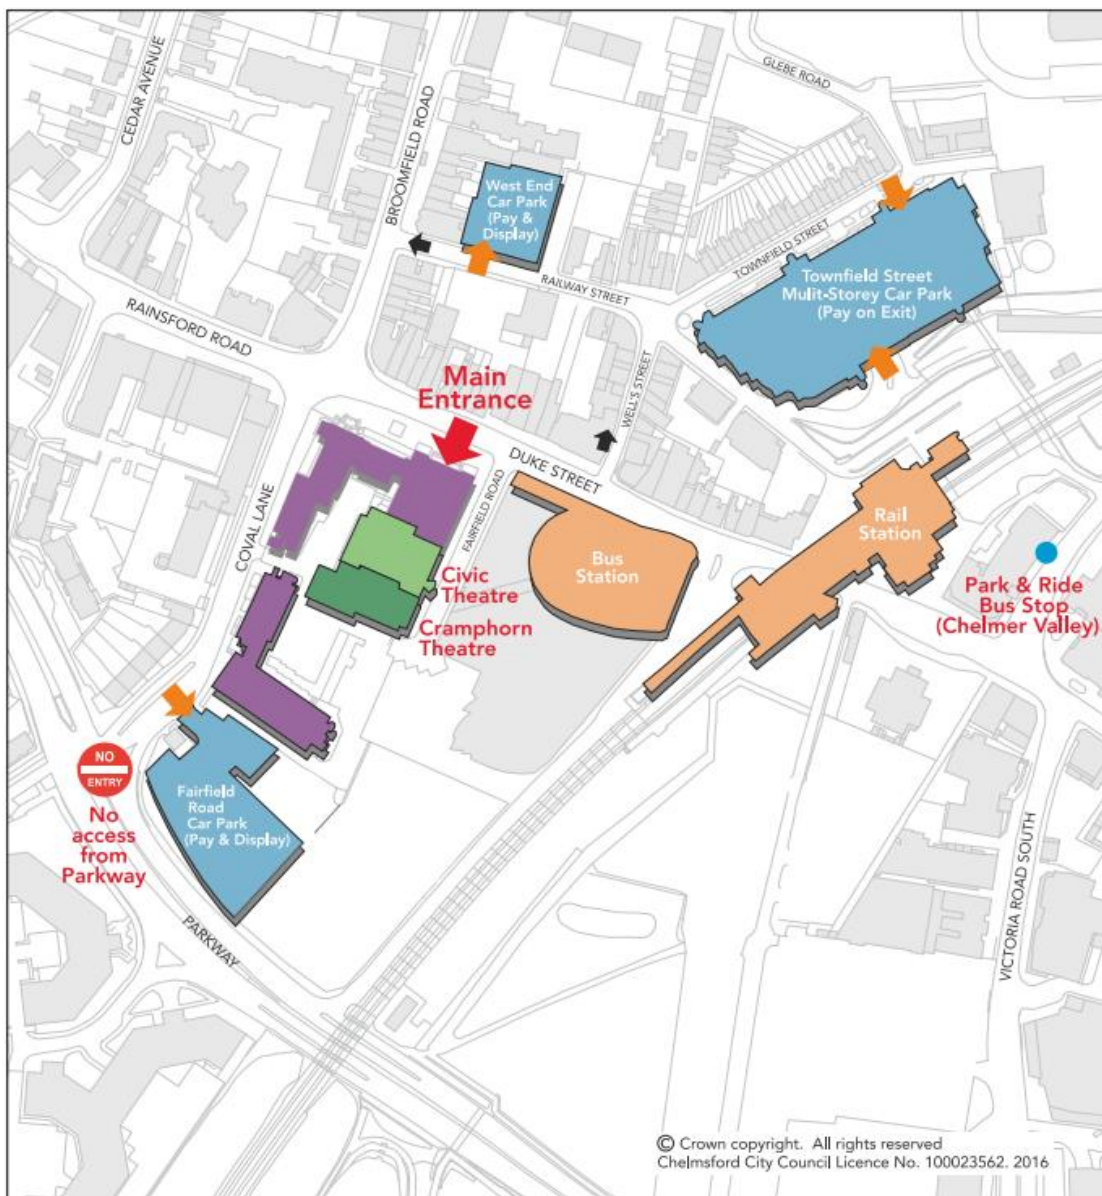 CEDAR AVENUE
BROOMFIELD ROAD
GLEBE ROAD
West End
Car Park
(Pay &
Display)
TOWNFIELD STREET
Townfield Street
Mulit-Storey Car Park
(Pay on Exit)
RAILWAY STREET
RAINSFORD ROAD
WELL'S STREET
Main
Entrance
DUKE STREET
COVAL LANE
FAIRFIELD ROAD
Bus
Station
Rail
Station
Civic
Theatre
Cramphorn
Theatre
Park & Ride
Bus Stop
(Chelmer Valley)
NO
ENTRY
No
access
from
Parkway
Fairfield
Road
Car Park
(Pay & Display)
PARKWAY
VICTORIA ROAD SOUTH
© Crown copyright. All rights reserved
Chelmsford City Council Licence No. 100023562. 2016